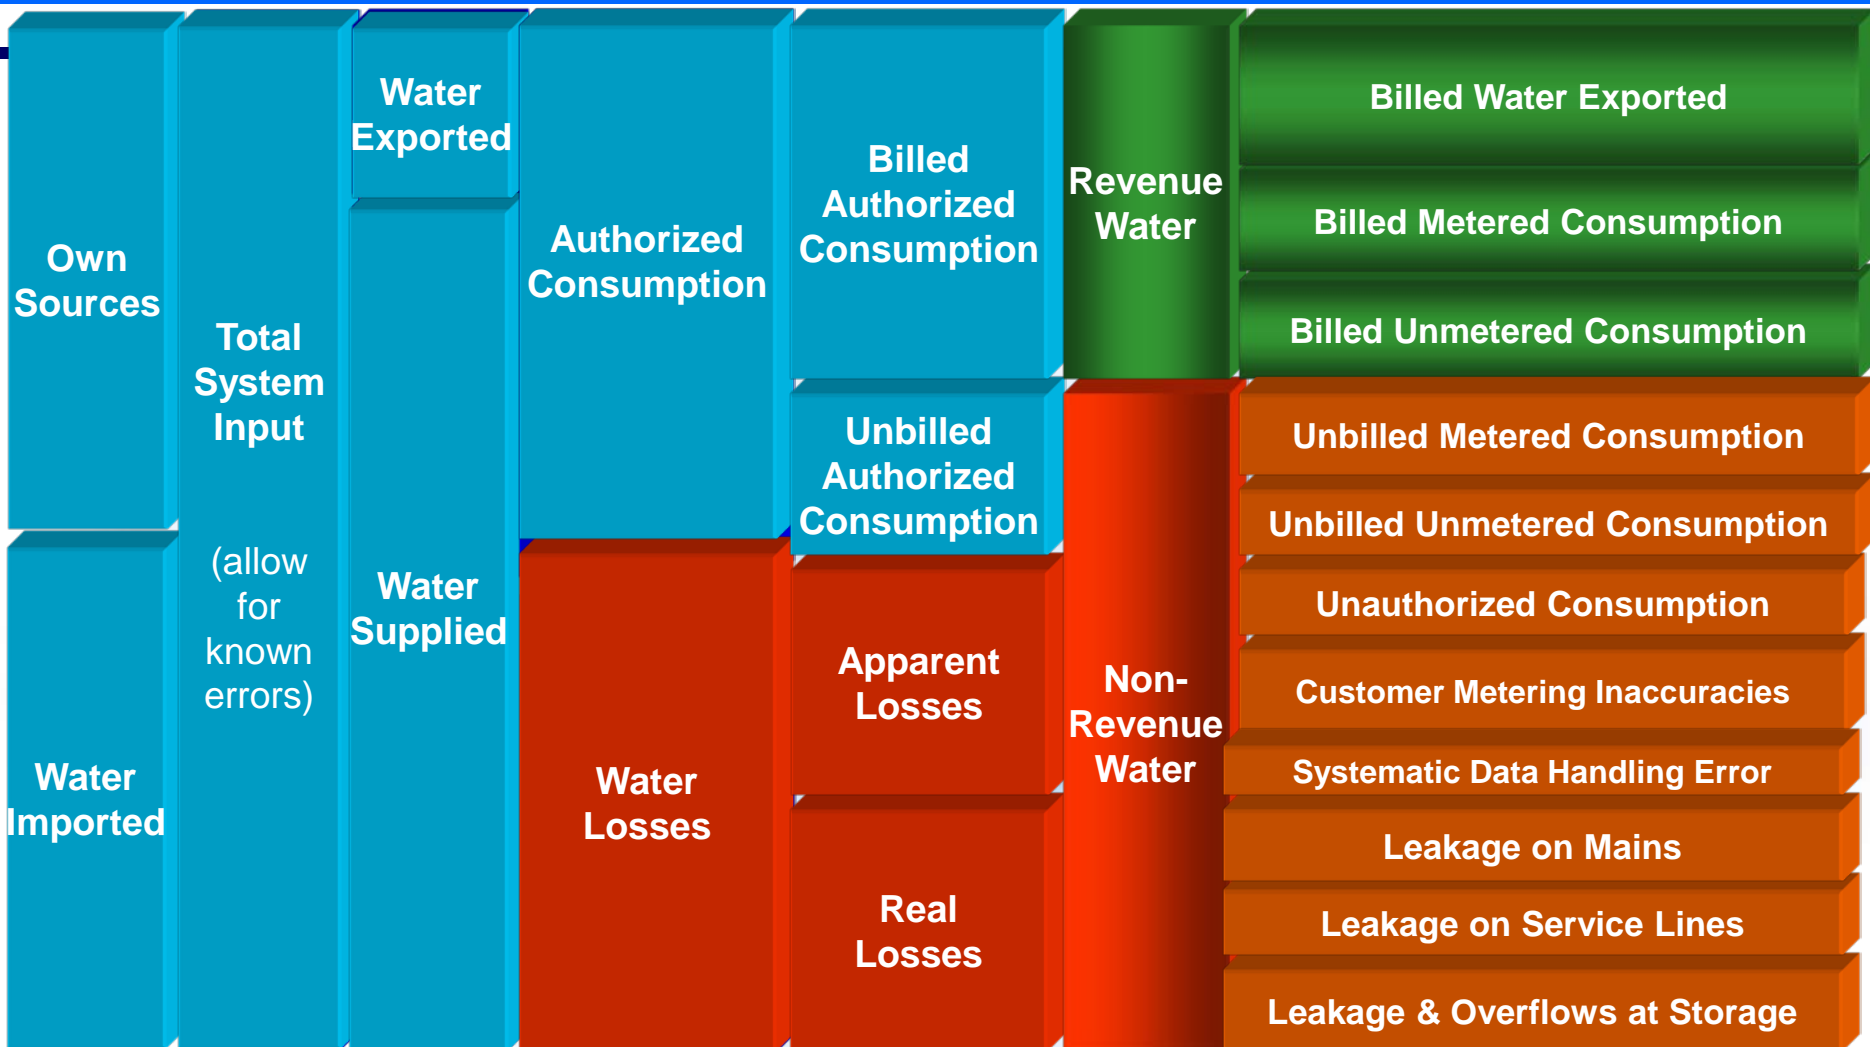 Own
Sources
Water
Imported
Total
System
Input
(allow
for
known
errors)
Water
Exported
Water
Supplied
Authorized
Consumption
Water
Losses
Billed
Authorized
Consumption
Unbilled
Authorized
Consumption
Apparent
Losses
Real
Losses
Revenue
Water
Non-
Revenue
Water
Billed Water Exported
Billed Metered Consumption
Billed Unmetered Consumption
Unbilled Metered Consumption
Unbilled Unmetered Consumption
Unauthorized Consumption
Customer Metering Inaccuracies
Systematic Data Handling Error
Leakage on Mains
Leakage on Service Lines
Leakage & Overflows at Storage